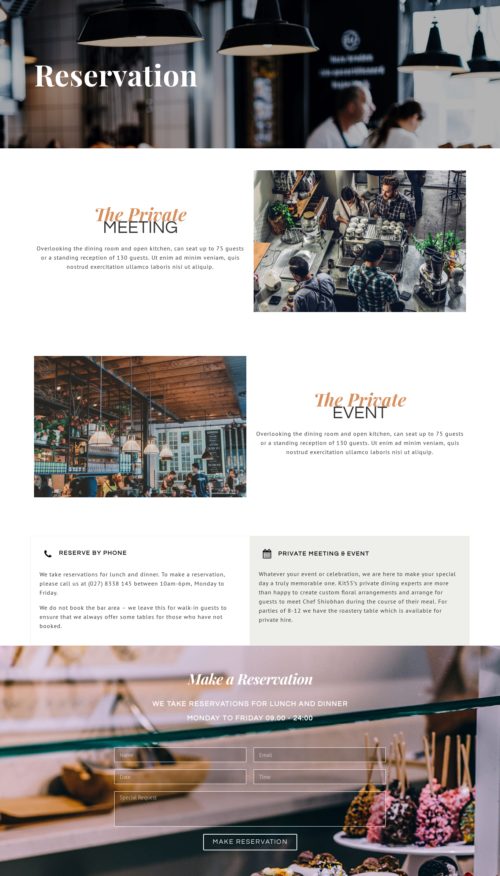 Reservation
The Private
MEETING
Overlooking the dining room and open kitchen, can seat up to 75 guests
or a standing reception of 130 guests. Ut enim ad minim veniam, quis
nostrud exercitation ullamco laboris nisi ut aliquip.
The Private
EVENT
Overlooking the dining room and open kitchen, can seat up to 75 guests
or a standing reception of 130 guests. Ut enim ad minim veniam, quis
nostrud exercitation ullamco laboris nisi ut aliquip.
RESERVE BY PHONE
We take reservations for lunch and dinner. To make a reservation,
please call us at (027) 8338 145 between 10am-6pm, Monday to
Friday.
We do not book the bar area – we leave this for walk-in guests to
ensure that we always offer some tables for those who have not
booked.
PRIVATE MEETING & EVENT
Whatever your event or celebration, we are here to make your special
day a truly memorable one. Kit55's private dining experts are more
than happy to create custom floral arrangements and arrange for
guests to meet Chef Shiobhan during the course of their meal. For
parties of 8-12 we have the roastery table which is available for
private hire.
Make a Reservation
WE TAKE RESERVATIONS FOR LUNCH AND DINNER
MONDAY TO FRIDAY 09.00 - 24:00
Name
Email
Date
Time
Special Request
MAKE RESERVATION